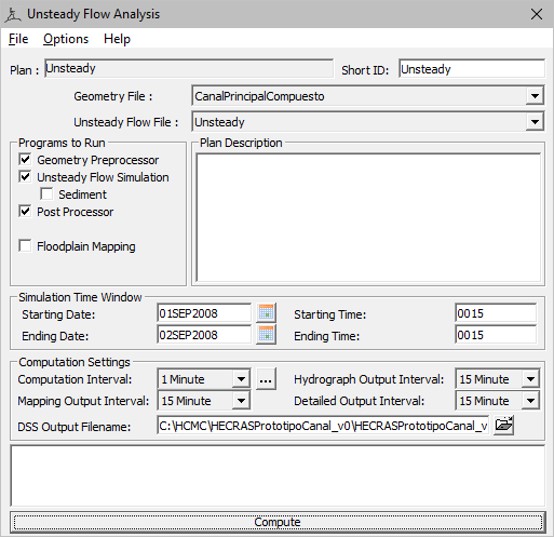 Unsteady Flow Analysis
File Options Help
Plan : Unsteady Short ID: Unsteady
Geometry File : CanalPrincipalCompuesto
Unsteady Flow File : Unsteady
Programs to Run Plan Description
Geometry Preprocessor
Unsteady Flow Simulation
Sediment
Post Processor
Floodplain Mapping
Simulation Time Window
Starting Date: 01SEP2008 Starting Time: 0015
Ending Date: 02SEP2008 Ending Time: 0015
Computation Settings
Computation Interval: 1 Minute ... Hydrograph Output Interval: 15 Minute
Mapping Output Interval: 15 Minute Detailed Output Interval: 15 Minute
DSS Output Filename: C:\HCMC\HECRASPrototipoCanal_v0\HECRASPrototipoCanal_v
Compute